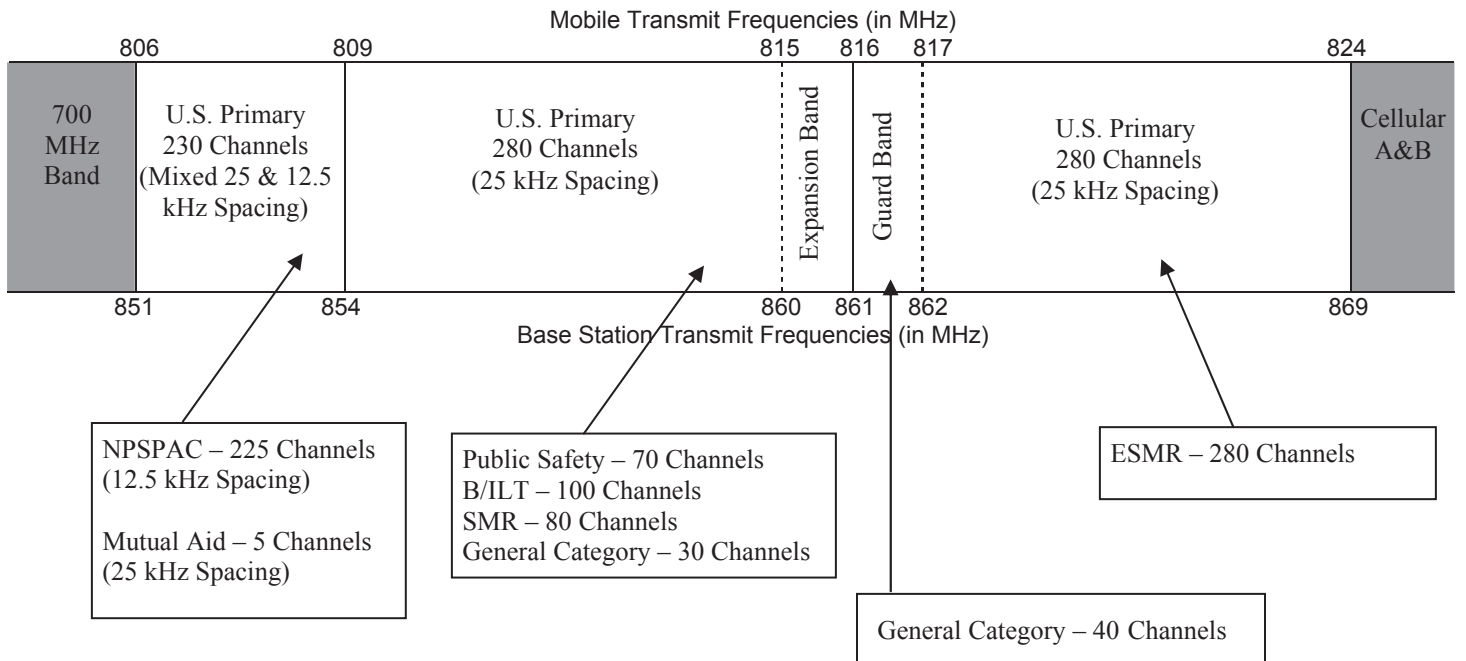 Mobile Transmit Frequencies (in MHz)
806 809 815 816 817 824
700
MHz
Band
U.S. Primary
230 Channels
(Mixed 25 & 12.5
kHz Spacing)
U.S. Primary
280 Channels
(25 kHz Spacing)
Expansion Band
Guard Band
U.S. Primary
280 Channels
(25 kHz Spacing)
Cellular
A&B
851 854 860 861 862 869
Base Station Transmit Frequencies (in MHz)
NPSPAC – 225 Channels
(12.5 kHz Spacing)
Mutual Aid – 5 Channels
(25 kHz Spacing)
Public Safety – 70 Channels
B/ILT – 100 Channels
SMR – 80 Channels
General Category – 30 Channels
General Category – 40 Channels
ESMR – 280 Channels